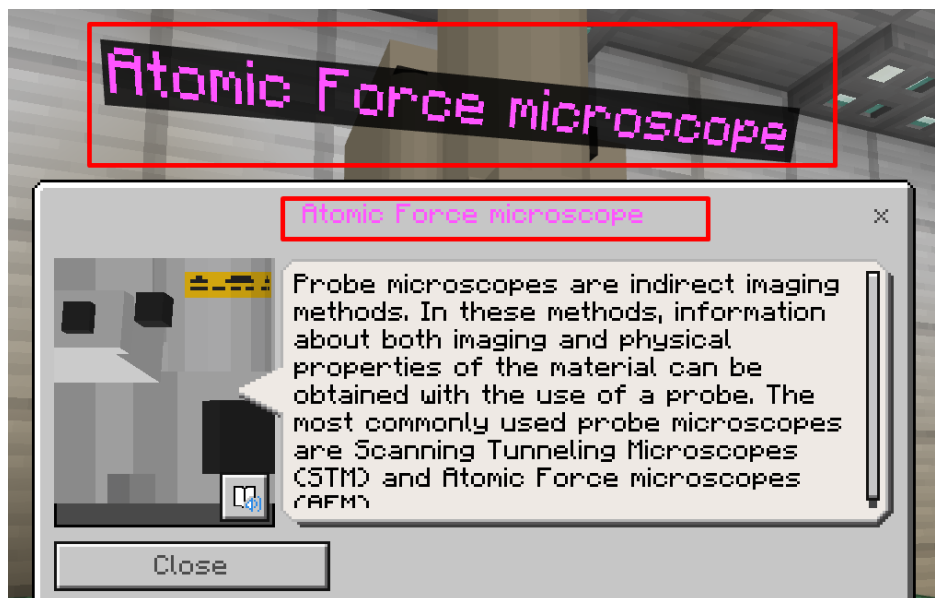 Atomic Force microscope
Atomic Force microscope
x
Probe microscopes are indirect imaging
methods. In these methods, information
about both imaging and physical
properties of the material can be
obtained with the use of a probe. The
most commonly used probe microscopes
are Scanning Tunneling Microscopes
(STM) and Atomic Force microscopes
(AFM)
Close